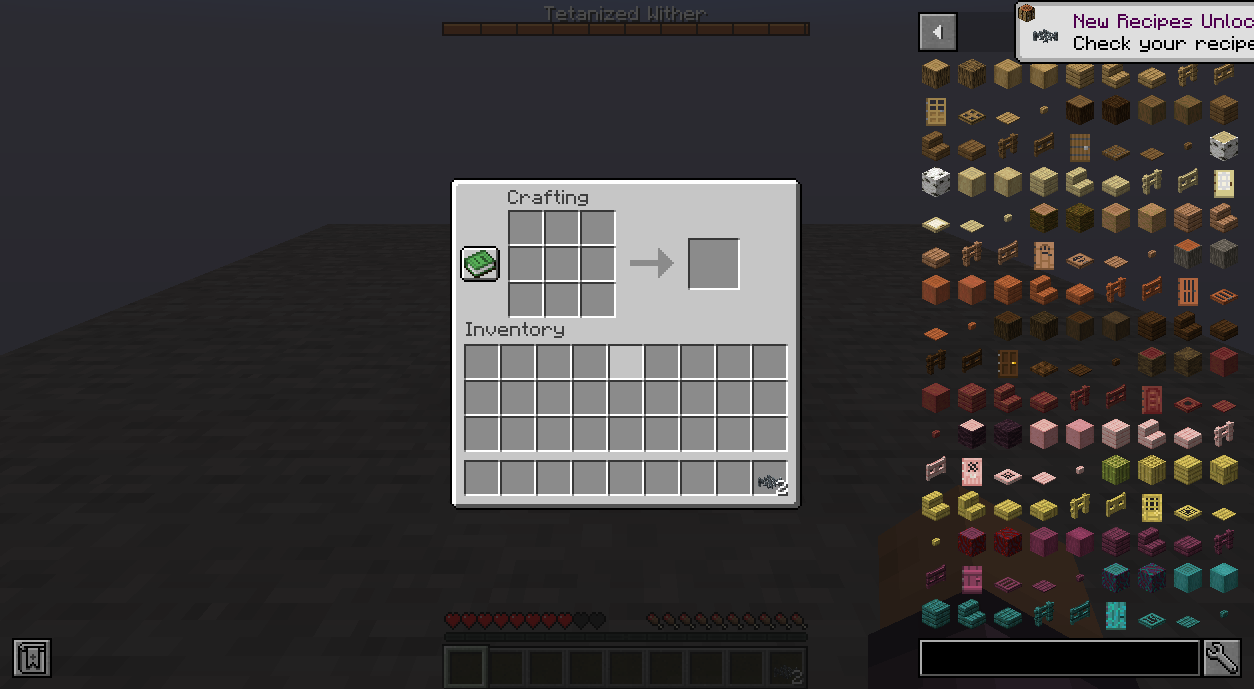 Tetanized Wither
New Recipes Unloc
Check your recipe
Crafting
Inventory
2
2